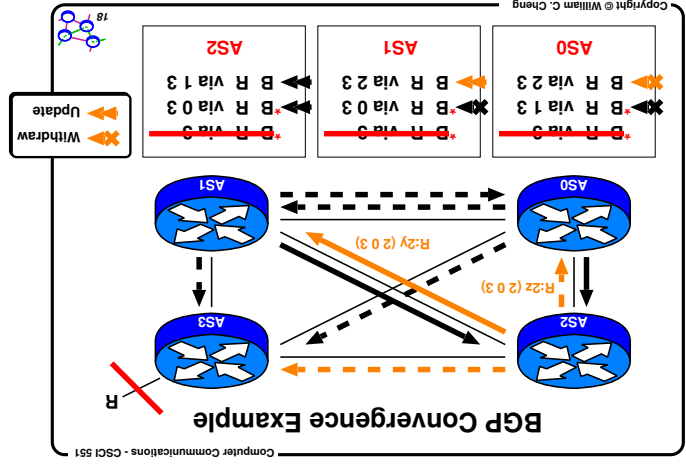 Computer Communications - CSCI 551
BGP Convergence Example
R
AS2
AS3
R:2z (2 0 3)
R:2y (2 0 3)
AS0
AS1
*B R via 3
*B R via 1 3
B R via 2 3
AS0
*B R via 3
*B R via 0 3
B R via 2 3
AS1
*B R via 3
*B R via 0 3
B R via 1 3
AS2
Withdraw
Update
Copyright © William C. Cheng
18